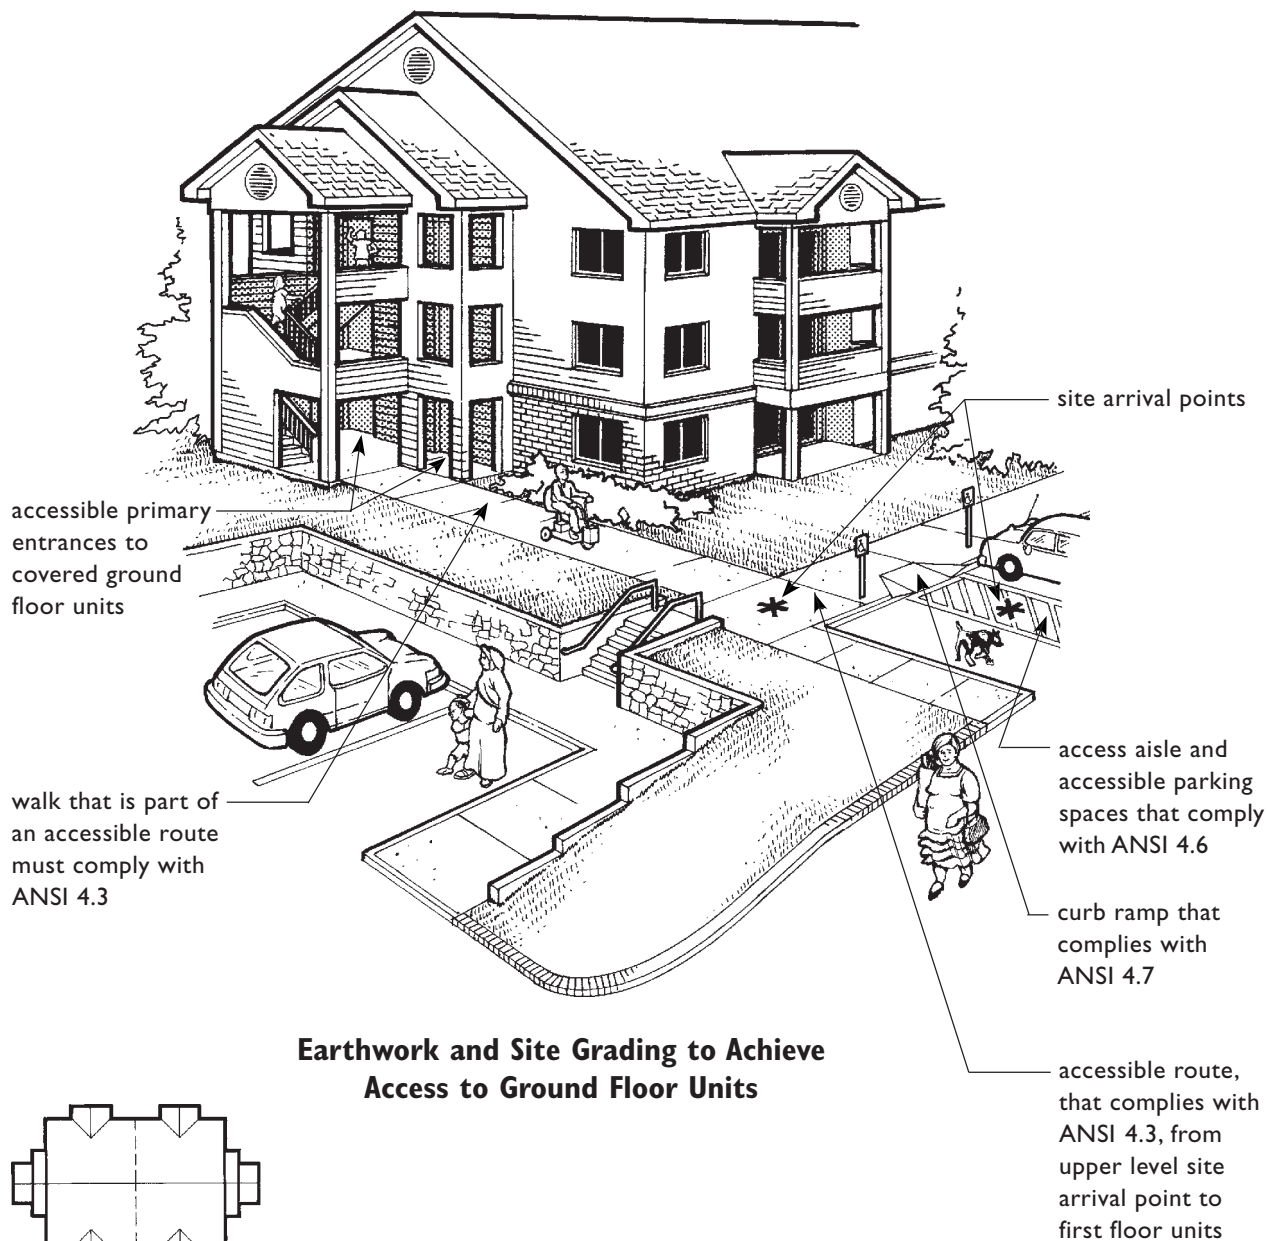 site arrival points
accessible primary
entrances to
covered ground
floor units
access aisle and
accessible parking
spaces that comply
with ANSI 4.6
walk that is part of
an accessible route
must comply with
ANSI 4.3
curb ramp that
complies with
ANSI 4.7
Earthwork and Site Grading to Achieve
Access to Ground Floor Units
accessible route,
that complies with
ANSI 4.3, from
upper level site
arrival point to
first floor units